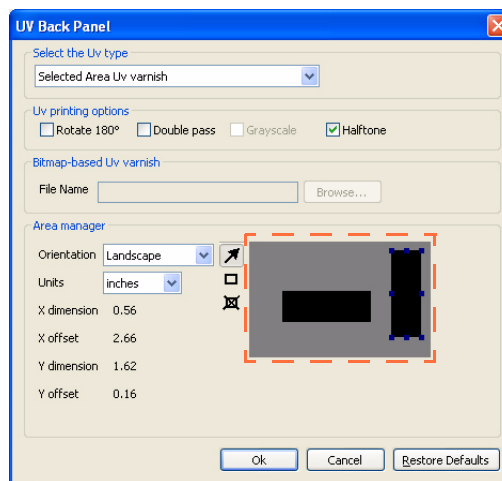 UV Back Panel
Select the Uv type
Selected Area Uv varnish
Uv printing options
Rotate 180° Double pass Grayscale Halftone
Bitmap-based Uv varnish
File Name Browse...
Area manager
Orientation Landscape
Units inches
X dimension 0.56
X offset 2.66
Y dimension 1.62
Y offset 0.16
Ok Cancel Restore Defaults